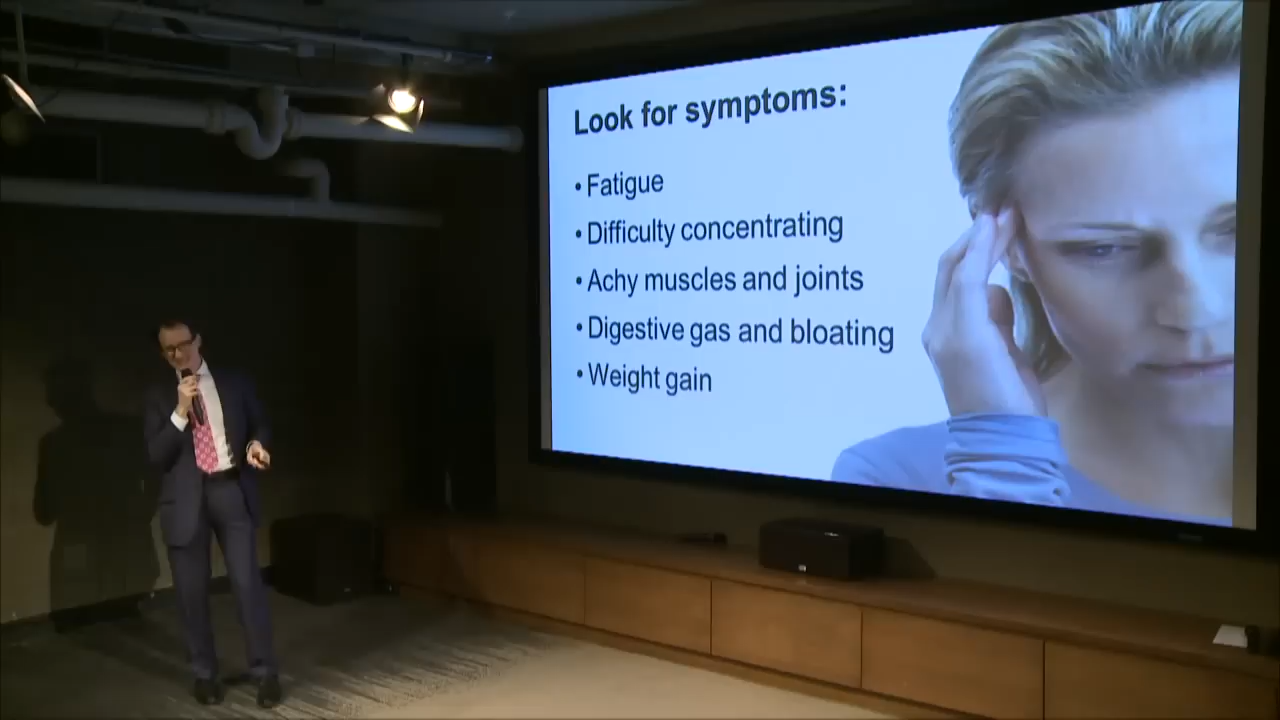 Look for symptoms:
• Fatigue
• Difficulty concentrating
• Achy muscles and joints
• Digestive gas and bloating
• Weight gain